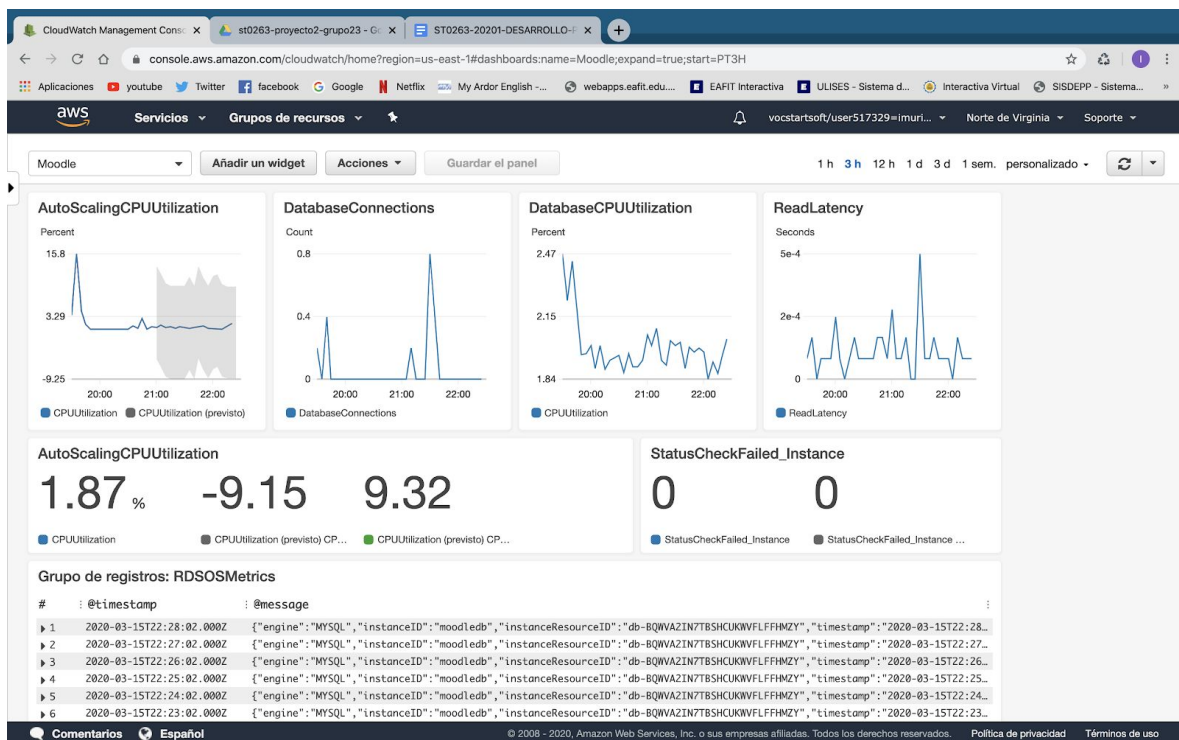 CloudWatch Management Consc
st0263-proyecto2-grupo23 - Go
ST0263-20201-DESARROLLO-P
console.aws.amazon.com/cloudwatch/home?region=us-east-1#dashboards:name=Moodle;expand=true;start=PT3H
Aplicaciones youtube Twitter facebook Google Netflix My Ardor English -... webapps.eafit.edu.... EAFIT Interactiva ULISES - Sistema d... Interactiva Virtual SISDEPP - Sistema... »
aws Servicios Grupos de recursos vocstartsoft/user517329=imuri... Norte de Virginia Soporte
Moodle Añadir un widget Acciones Guardar el panel 1 h 3 h 12 h 1 d 3 d 1 sem. personalizado
AutoScalingCPUUtilization
Percent
15.8
3.29
-9.25
20:00 21:00 22:00
CPUUtilization CPUUtilization (previsto)
DatabaseConnections
Count
0.8
0.4
0
20:00 21:00 22:00
DatabaseConnections
DatabaseCPUUtilization
Percent
2.47
2.15
1.84
20:00 21:00 22:00
CPUUtilization
ReadLatency
Seconds
5e-4
2e-4
0
20:00 21:00 22:00
ReadLatency
AutoScalingCPUUtilization
1.87 % -9.15 9.32
CPUUtilization CPUUtilization (previsto) CP... CPUUtilization (previsto) CP...
StatusCheckFailed_Instance
0 0
StatusCheckFailed_Instance StatusCheckFailed_Instance ...
Grupo de registros: RDSOSMetrics
# @timestamp @message
1 2020-03-15T22:28:02.000Z {"engine":"MYSQL","instanceID":"moodledb","instanceResourceID":"db-BQWVA2IN7TBSHCUKWVFLFFHMZY","timestamp":"2020-03-15T22:28...
2 2020-03-15T22:27:02.000Z {"engine":"MYSQL","instanceID":"moodledb","instanceResourceID":"db-BQWVA2IN7TBSHCUKWVFLFFHMZY","timestamp":"2020-03-15T22:27...
3 2020-03-15T22:26:02.000Z {"engine":"MYSQL","instanceID":"moodledb","instanceResourceID":"db-BQWVA2IN7TBSHCUKWVFLFFHMZY","timestamp":"2020-03-15T22:26...
4 2020-03-15T22:25:02.000Z {"engine":"MYSQL","instanceID":"moodledb","instanceResourceID":"db-BQWVA2IN7TBSHCUKWVFLFFHMZY","timestamp":"2020-03-15T22:25...
5 2020-03-15T22:24:02.000Z {"engine":"MYSQL","instanceID":"moodledb","instanceResourceID":"db-BQWVA2IN7TBSHCUKWVFLFFHMZY","timestamp":"2020-03-15T22:24...
6 2020-03-15T22:23:02.000Z {"engine":"MYSQL","instanceID":"moodledb","instanceResourceID":"db-BQWVA2IN7TBSHCUKWVFLFFHMZY","timestamp":"2020-03-15T22:23...
Comentarios Español © 2008 - 2020, Amazon Web Services, Inc. o sus empresas afiliadas. Todos los derechos reservados. Política de privacidad Términos de uso